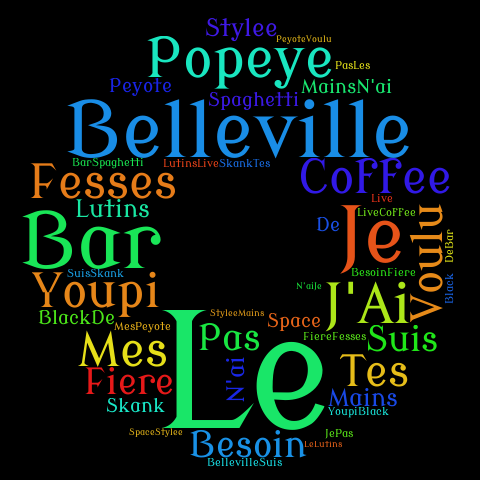 Stylee
PeyoteVoulu
Popeye
PasLes
Peyote
MainsN'ai
Spaghetti
Belleville
BarSpaghetti
LutinsLive
SkankTes
Fesses
Coffee
Live
Lutins
LiveCoffee
De
Je
Voulu
DeBar
Bar
BesoinFiere
SuisSkank
Youpi
N'aiJe
J'Ai
Black
BlackDe
StyleeMains
MesPeyote
Space
Le
Pas
FiereFesses
Suis
Mes
N'ai
Tes
Fiere
Mains
Skank
YoupiBlack
SpaceStylee
Besoin
JePas
LeLutins
BellevilleSuis